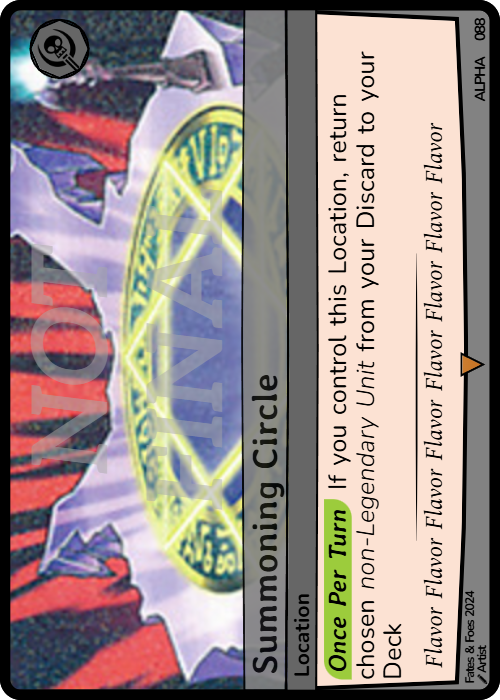 NOT
FINAL
Summoning Circle
Location
Once Per Turn If you control this Location, return
chosen non-Legendary Unit from your Discard to your
Deck
Flavor Flavor Flavor Flavor Flavor Flavor Flavor Flavor
Fates & Foes 2024
Artist
ALPHA 088